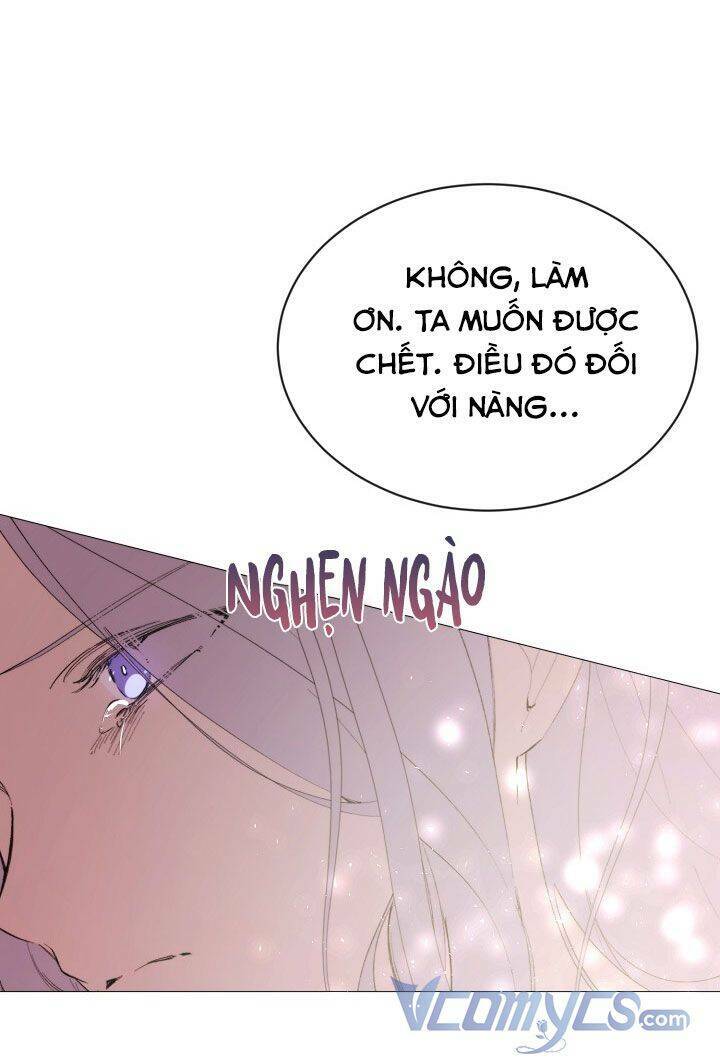 KHÔNG, LÀM
ƠN. TA MUỐN ĐƯỢC
CHẾT. ĐIỀU ĐÓ ĐỐI
VỚI NÀNG...
NGHẸN NGÀO
VCOMYCS.com